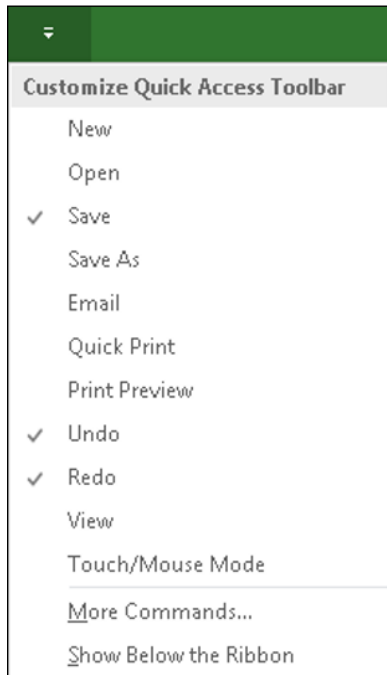 Customize Quick Access Toolbar
New
Open
Save
Save As
Email
Quick Print
Print Preview
Undo
Redo
View
Touch/Mouse Mode
More Commands...
Show Below the Ribbon